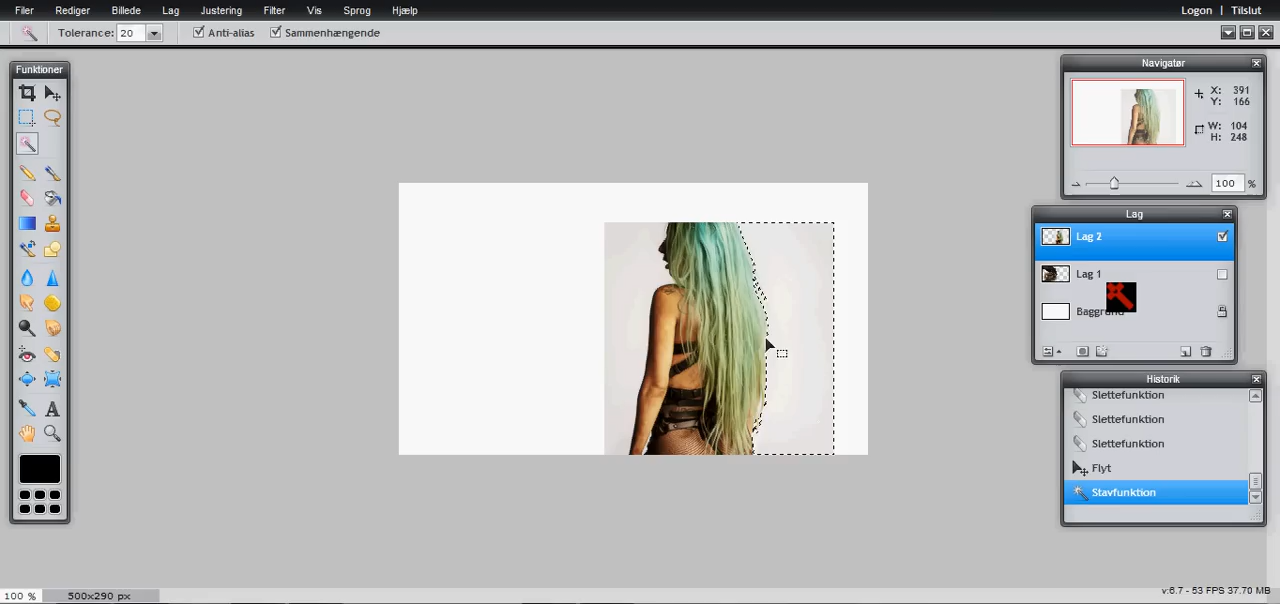 Filer Rediger Billede Lag Justering Filter Vis Sprog Hjælp Logon | Tilslut
Tolerance: 20 Anti-alias Sammenhængende
Funktioner
Navigatør
X: 391
Y: 166
W: 104
H: 248
100 %
Lag
Lag 2
Lag 1
Historik
Slettefunktion
Slettefunktion
Slettefunktion
Flyt
Stavfunktion
100 % 500x290 px
v:6.7 - 53 FPS 37.70 MB